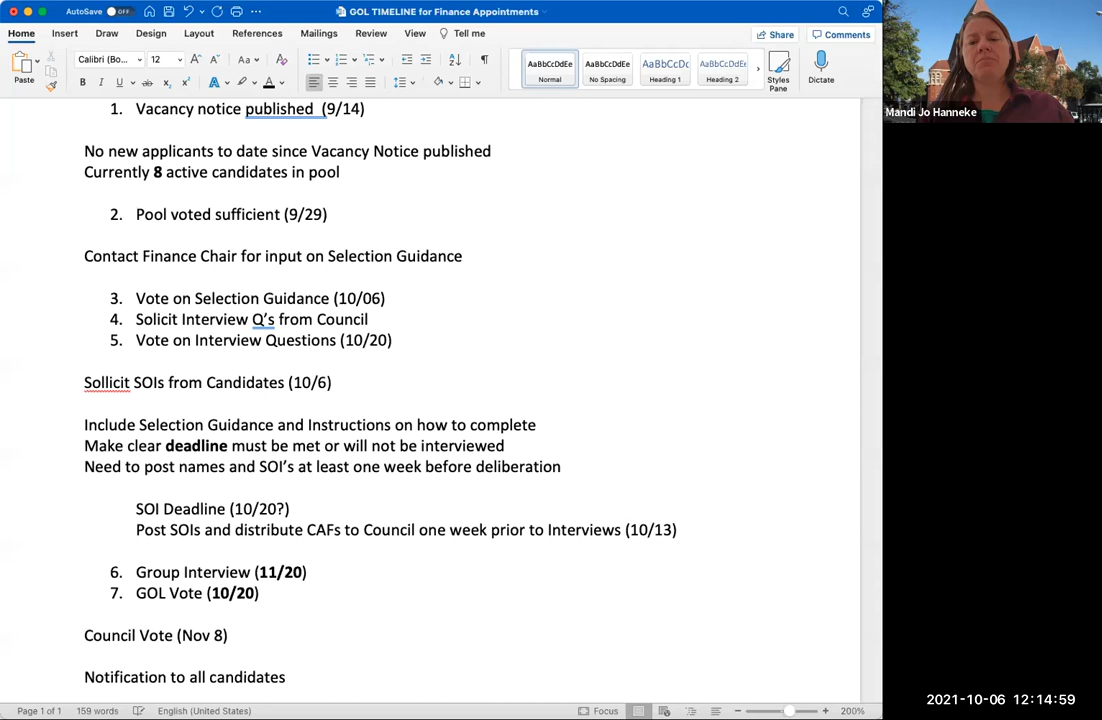 AutoSave OFF GOL TIMELINE for Finance Appointments
Home Insert Draw Design Layout References Mailings Review View Tell me Share Comments
Paste Calibri (Bo... 12 Aa AaBbCcDdEe Normal AaBbCcDdEe No Spacing AaBbCcDc Heading 1 AaBbCcDdEe Heading 2 Styles Pane Dictate
Mandi Jo Hanneke
1. Vacancy notice published (9/14)
No new applicants to date since Vacancy Notice published
Currently 8 active candidates in pool
2. Pool voted sufficient (9/29)
Contact Finance Chair for input on Selection Guidance
3. Vote on Selection Guidance (10/06)
4. Solicit Interview Q's from Council
5. Vote on Interview Questions (10/20)
Sollicit SOIs from Candidates (10/6)
Include Selection Guidance and Instructions on how to complete
Make clear deadline must be met or will not be interviewed
Need to post names and SOI's at least one week before deliberation
SOI Deadline (10/20?)
Post SOIs and distribute CAFs to Council one week prior to Interviews (10/13)
6. Group Interview (11/20)
7. GOL Vote (10/20)
Council Vote (Nov 8)
Notification to all candidates
Page 1 of 1 159 words English (United States) Focus 200%
2021-10-06 12:14:59